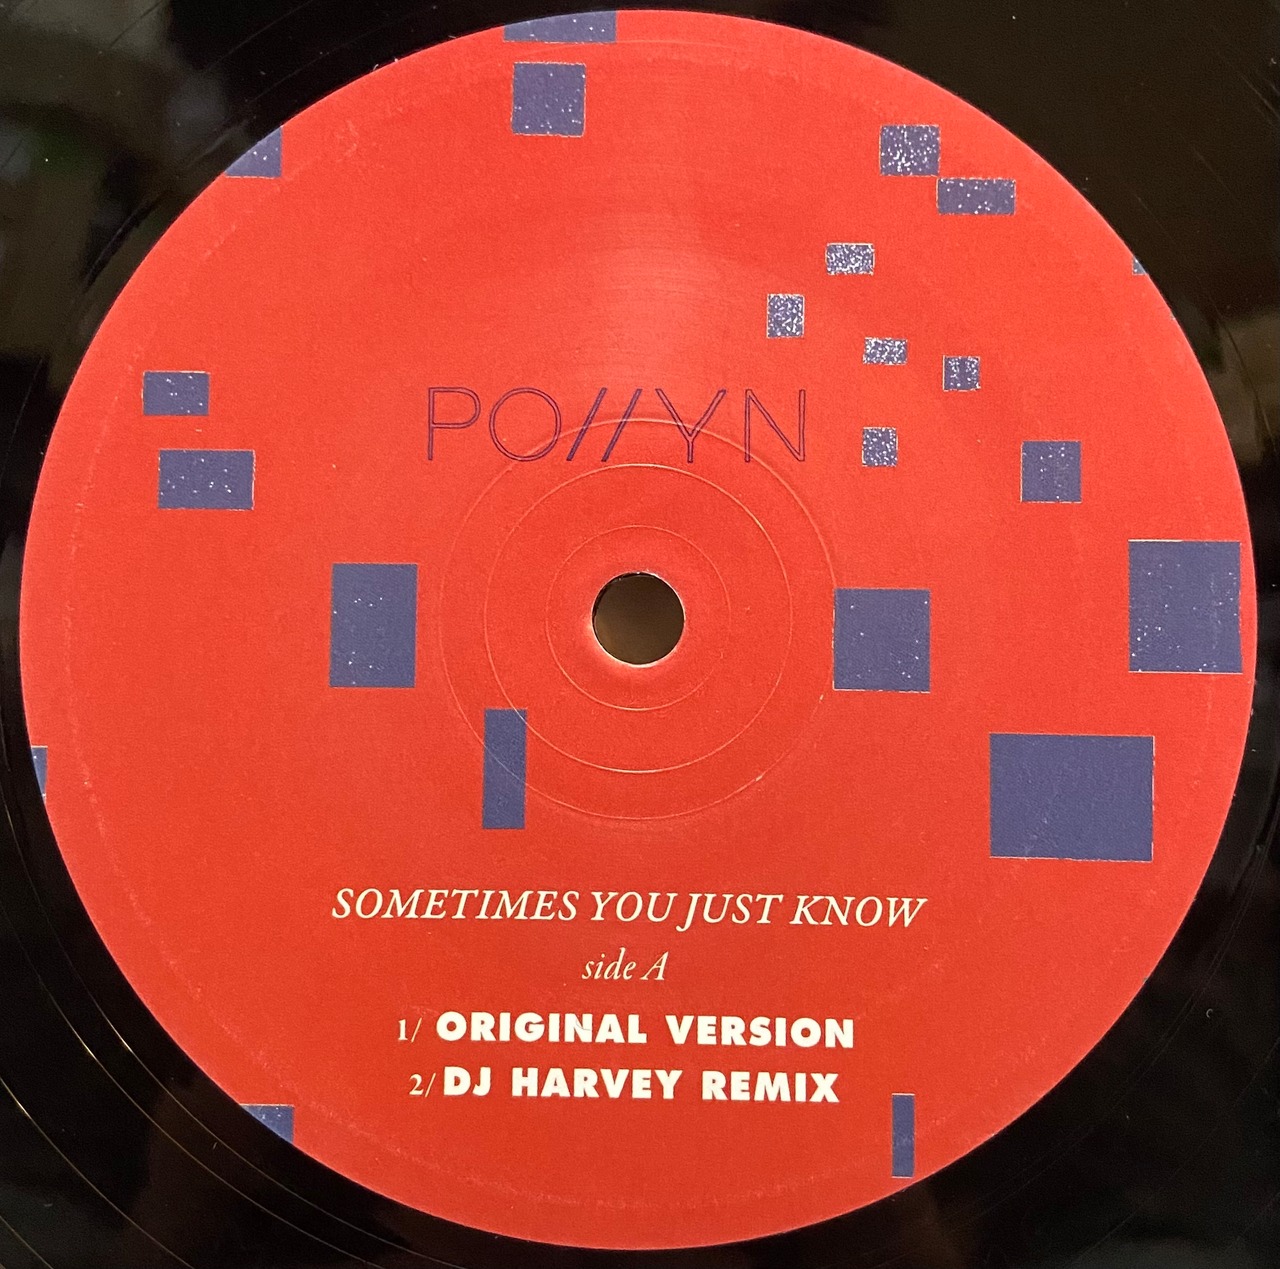 PO//YN
SOMETIMES YOU JUST KNOW
side A
1/ ORIGINAL VERSION
2/ DJ HARVEY REMIX